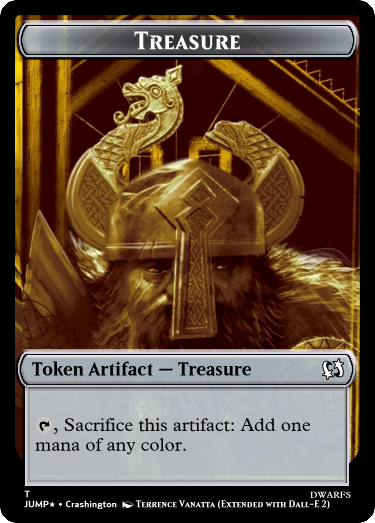 Treasure
Token Artifact — Treasure
, Sacrifice this artifact: Add one
mana of any color.
T
DWARFS
JUMP★ • Crashington Terrence Vanatta (Extended with Dall-E 2)